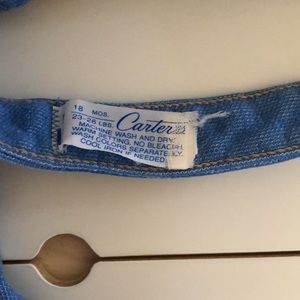 18 MOS.
23-26 LBS.
Carter's
MACHINE WASH AND DRY,
WARM SETTING. NO BLEACH.
WASH COLORS SEPARATELY.
COOL IRON IF NEEDED.